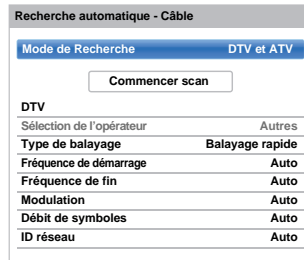 Recherche automatique - Câble
Mode de Recherche DTV et ATV
Commencer scan
DTV
Sélection de l'opérateur Autres
Type de balayage Balayage rapide
Fréquence de démarrage Auto
Fréquence de fin Auto
Modulation Auto
Débit de symboles Auto
ID réseau Auto